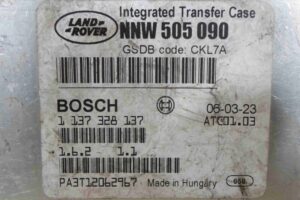 LAND
ROVER
Integrated Transfer Case
NNW 505 090
GSDB code: CKL7A
BOSCH
06-03-23
1 137 328 137
ATC01.03
1.6.2 1.1
PA3T12062967
Made in Hungary